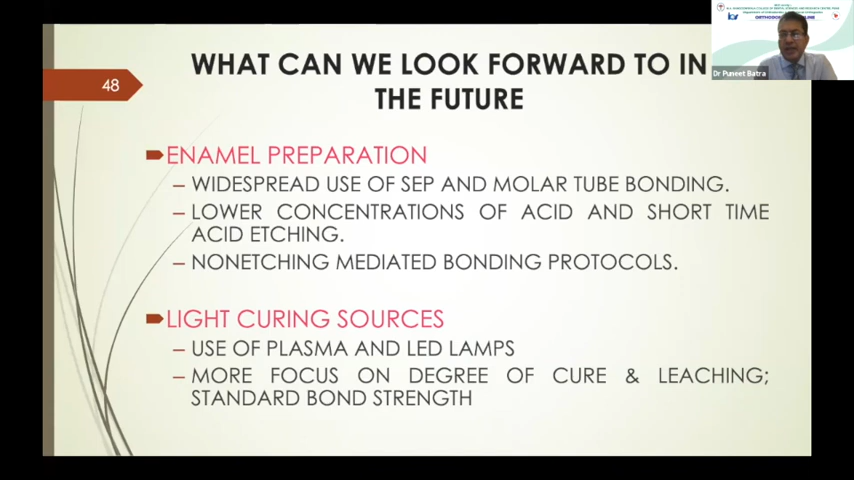 WHAT CAN WE LOOK FORWARD TO IN
THE FUTURE
48
ENAMEL PREPARATION
– WIDESPREAD USE OF SEP AND MOLAR TUBE BONDING.
– LOWER CONCENTRATIONS OF ACID AND SHORT TIME
ACID ETCHING.
– NONETCHING MEDIATED BONDING PROTOCOLS.
LIGHT CURING SOURCES
– USE OF PLASMA AND LED LAMPS
– MORE FOCUS ON DEGREE OF CURE & LEACHING;
STANDARD BOND STRENGTH
Dr Puneet Batra